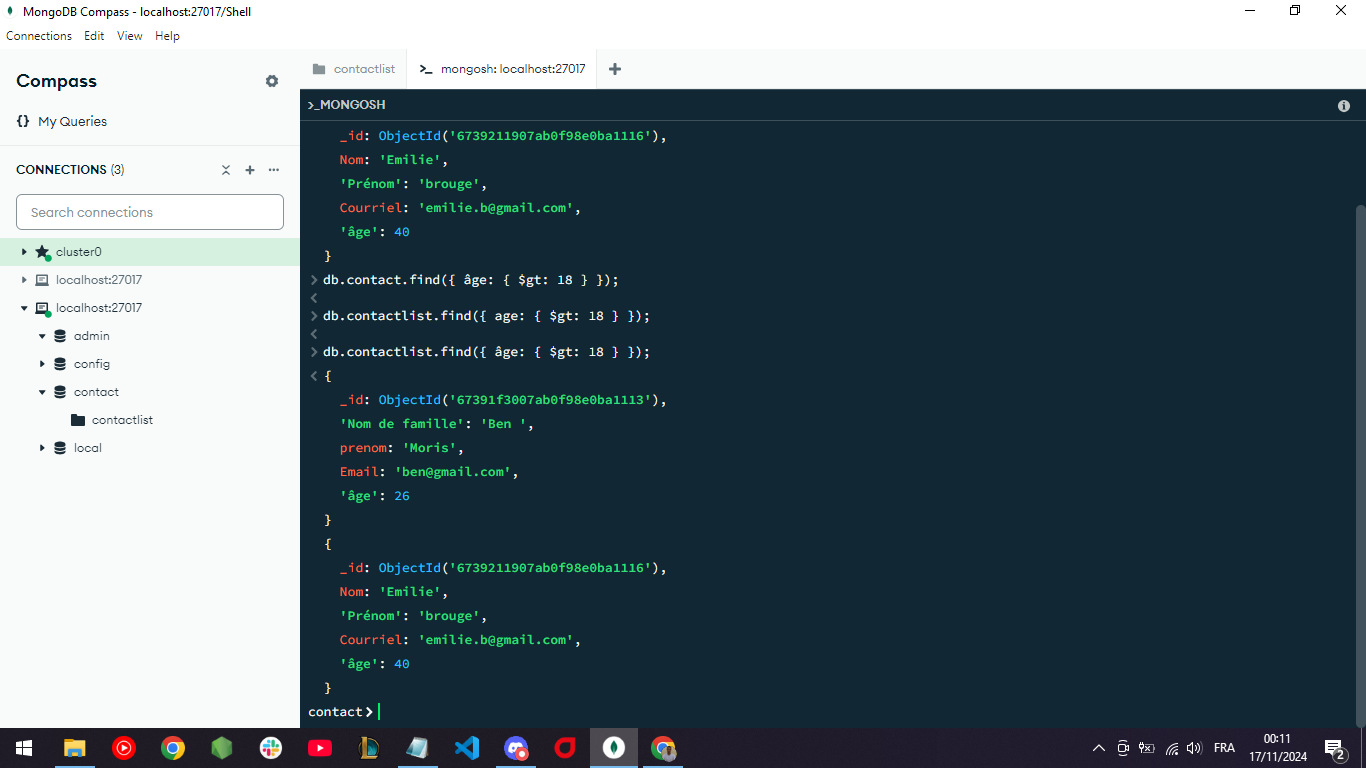 MongoDB Compass - localhost:27017/Shell
Connections Edit View Help
Compass
{} My Queries
CONNECTIONS (3)
Search connections
cluster0
localhost:27017
localhost:27017
admin
config
contact
contactlist
local
contactlist
>_ mongosh: localhost:27017
>_MONGOSH
_id: ObjectId('6739211907ab0f98e0ba1116'),
Nom: 'Emilie',
'Prénom': 'brouge',
Courriel: 'emilie.b@gmail.com',
'âge': 40
}
> db.contact.find({ âge: { $gt: 18 } });
<
> db.contactlist.find({ age: { $gt: 18 } });
<
> db.contactlist.find({ âge: { $gt: 18 } });
< {
_id: ObjectId('67391f3007ab0f98e0ba1113'),
'Nom de famille': 'Ben ',
prenom: 'Moris',
Email: 'ben@gmail.com',
'âge': 26
}
{
_id: ObjectId('6739211907ab0f98e0ba1116'),
Nom: 'Emilie',
'Prénom': 'brouge',
Courriel: 'emilie.b@gmail.com',
'âge': 40
}
contact>
FRA
00:11
17/11/2024
2